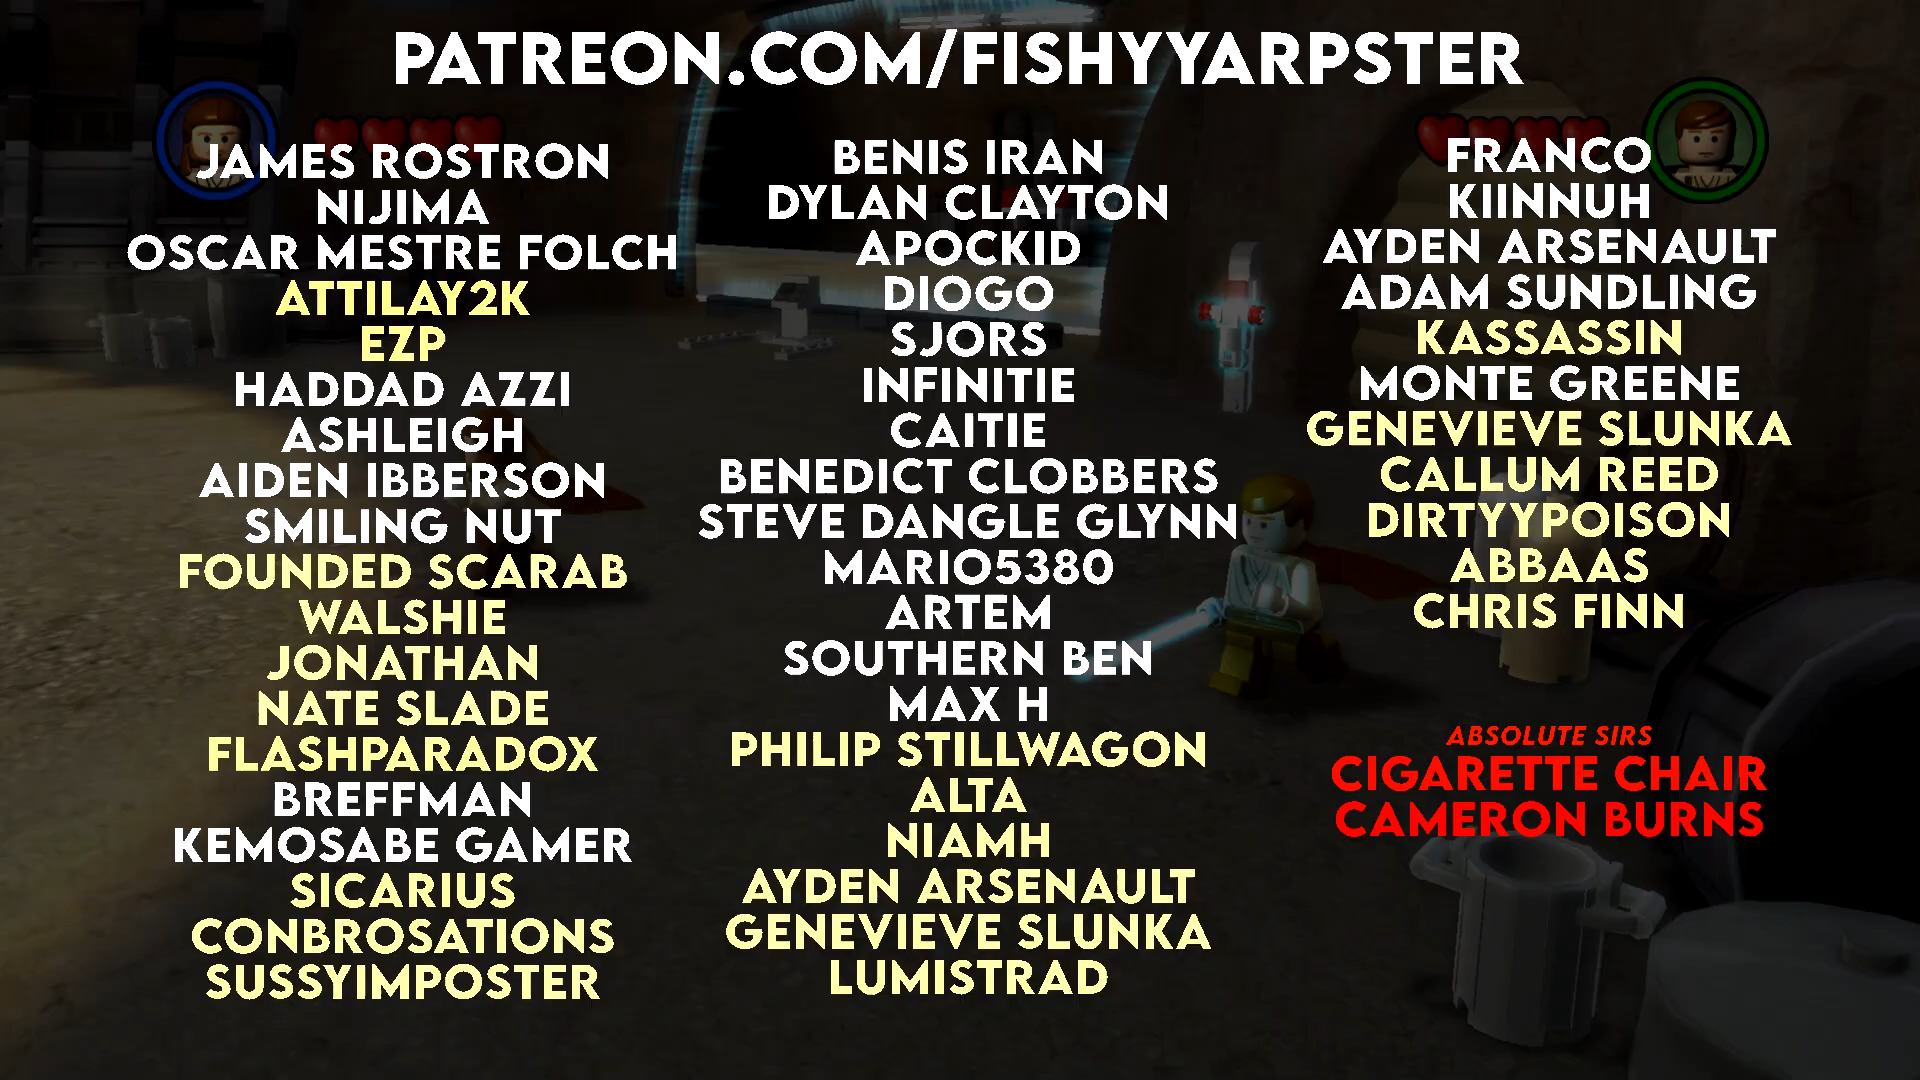 PATREON.COM/FISHYYARPSTER
JAMES ROSTRON
NIJIMA
OSCAR MESTRE FOLCH
ATTILAY2K
EZP
HADDAD AZZI
ASHLEIGH
AIDEN IBBERSON
SMILING NUT
FOUNDED SCARAB
WALSHIE
JONATHAN
NATE SLADE
FLASHPARADOX
BREFFMAN
KEMOSABE GAMER
SICARIUS
CONBROSATIONS
SUSSYIMPOSTER
BENIS IRAN
DYLAN CLAYTON
APOCKID
DIOGO
SJORS
INFINITIE
CAITIE
BENEDICT CLOBBERS
STEVE DANGLE GLYNN
MARIO5380
ARTEM
SOUTHERN BEN
MAX H
PHILIP STILLWAGON
ALTA
NIAMH
AYDEN ARSENAULT
GENEVIEVE SLUNKA
LUMISTRAD
FRANCO
KIINNUH
AYDEN ARSENAULT
ADAM SUNDLING
KASSASSIN
MONTE GREENE
GENEVIEVE SLUNKA
CALLUM REED
DIRTYYPOISON
ABBAAS
CHRIS FINN
ABSOLUTE SIRS
CIGARETTE CHAIR
CAMERON BURNS